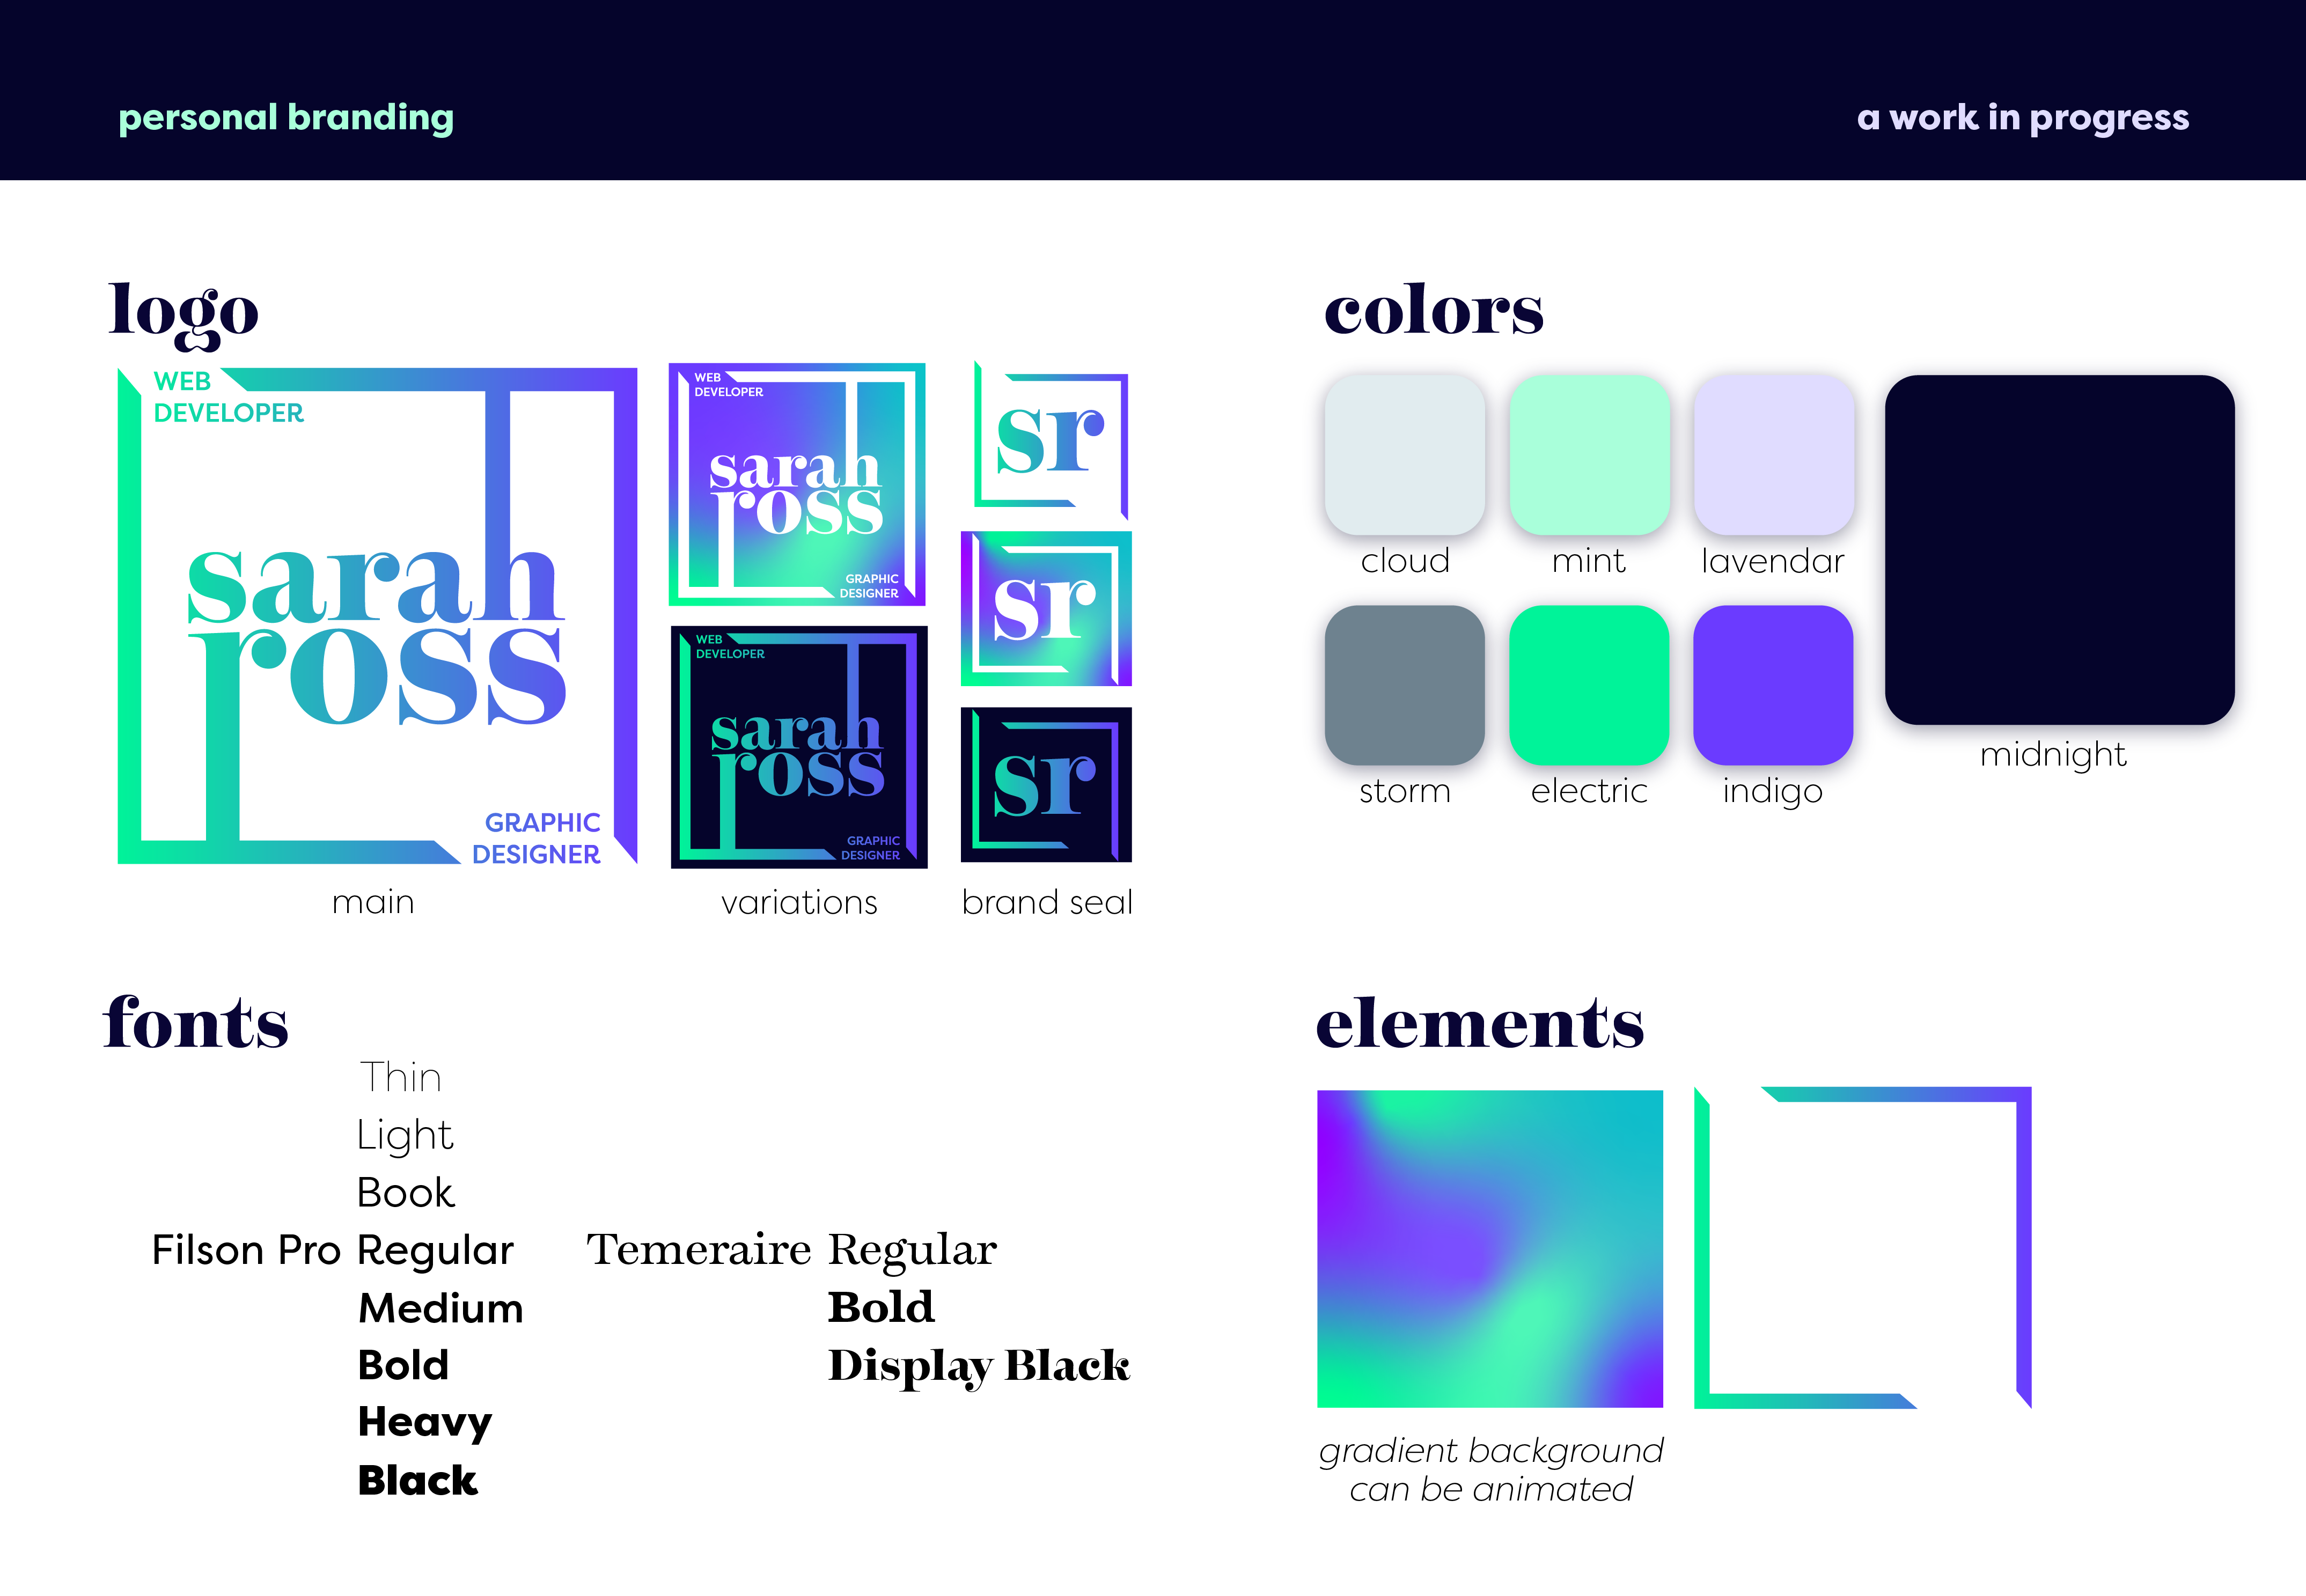 personal branding
a work in progress
logo
WEB
DEVELOPER
sarah
ross
GRAPHIC
DESIGNER
main
WEB
DEVELOPER
sarah
ross
GRAPHIC
DESIGNER
WEB
DEVELOPER
sarah
ross
GRAPHIC
DESIGNER
variations
sr
sr
sr
brand seal
colors
cloud
mint
lavendar
storm
electric
indigo
midnight
fonts
Thin
Light
Book
Filson Pro Regular
Medium
Bold
Heavy
Black
Temeraire Regular
Bold
Display Black
elements
gradient background
can be animated